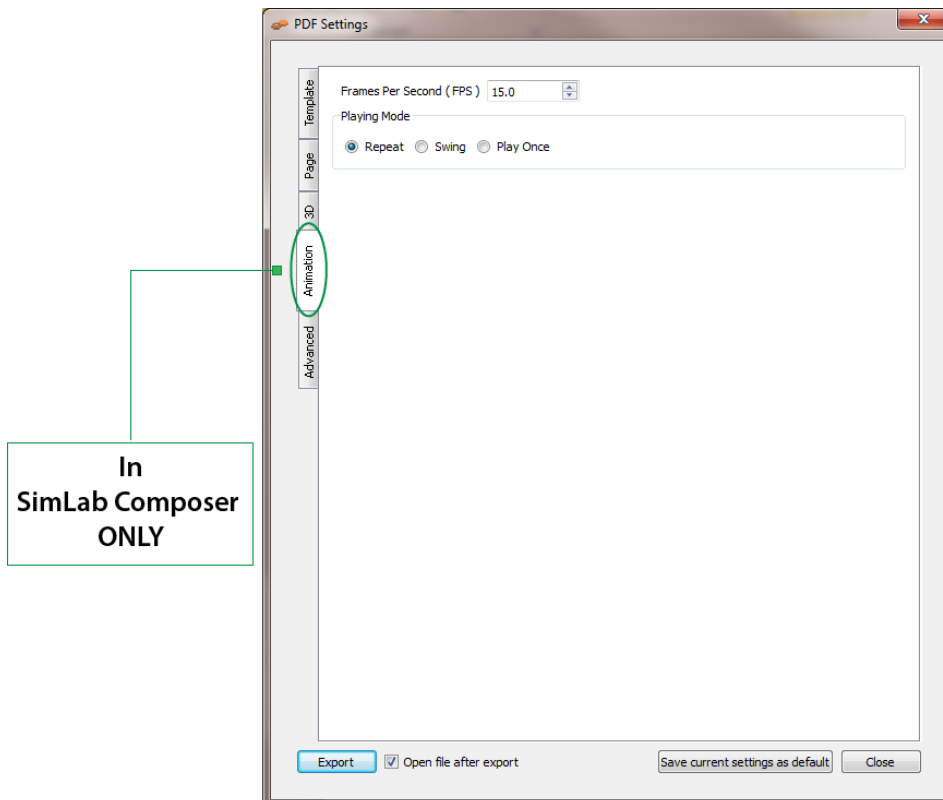 PDF Settings
Template
Page
3D
Animation
Advanced
Frames Per Second ( FPS ) 15.0
Playing Mode
Repeat Swing Play Once
In
SimLab Composer
ONLY
Export Open file after export Save current settings as default Close